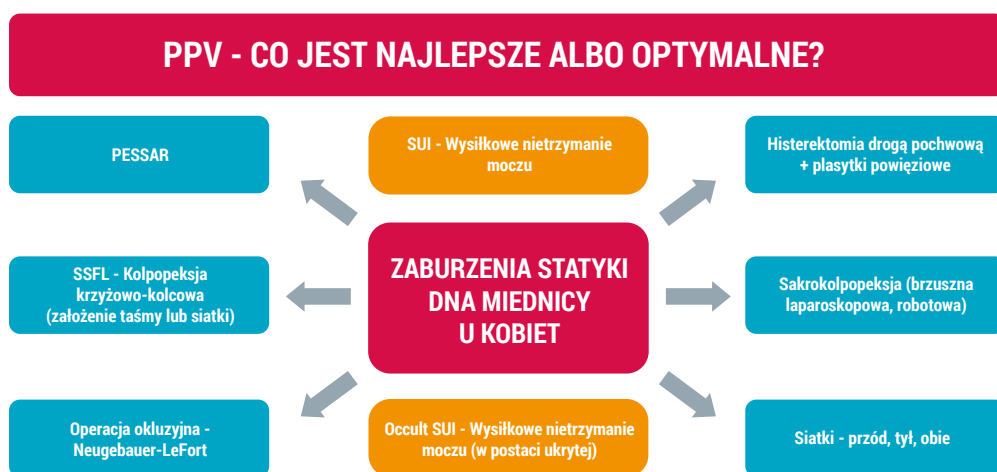 PPV - CO JEST NAJLEPSZE ALBO OPTYMALNE?
PESSAR
SUI - Wysiłkowe nietrzymanie
moczu
Histerektomia drogą pochwową
+ plasytki powięziowe
SSFL - Kolpopeksja
krzyżowo-kolcowa
(założenie taśmy lub siatki)
ZABURZENIA STATYKI
DNA MIEDNICY
U KOBIET
Sakrokolpopeksja (brzuszna
laparoskopowa, robotowa)
Operacja okluzyjna -
Neugebauer-LeFort
Occult SUI - Wysiłkowe nietrzymanie
moczu (w postaci ukrytej)
Siatki - przód, tył, obie